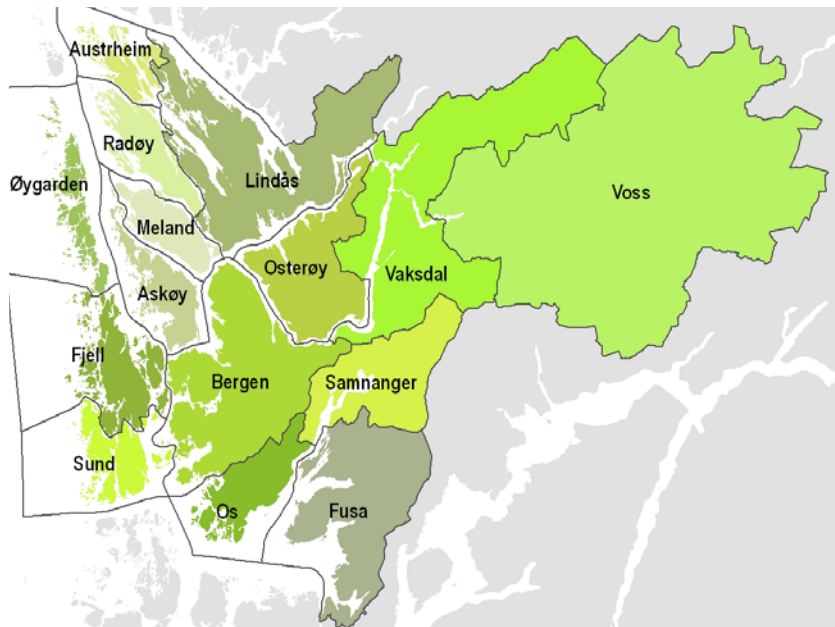 Austrheim
Radøy
Øygarden
Lindås
Voss
Meland
Osterøy
Vaksdal
Askøy
Fjell
Bergen
Samnanger
Sund
Os
Fusa